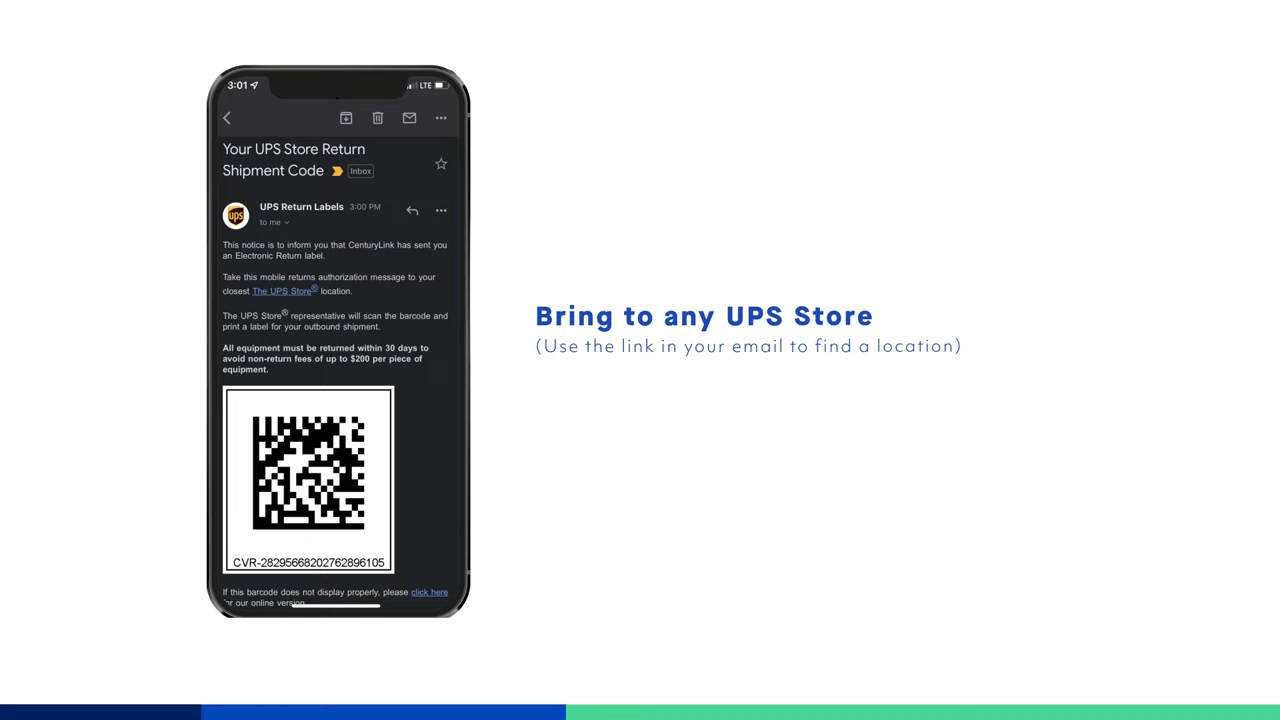 3:01
LTE
Your UPS Store Return
Shipment Code
Inbox
ups
UPS Return Labels 3:00 PM
to me
This notice is to inform you that CenturyLink has sent you
an Electronic Return label.
Take this mobile returns authorization message to your
closest The UPS Store® location.
The UPS Store® representative will scan the barcode and
print a label for your outbound shipment.
All equipment must be returned within 30 days to
avoid non-return fees of up to $200 per piece of
equipment.
CVR-28295668202762896105
If this barcode does not display properly, please click here
for our online version.
Bring to any UPS Store
(Use the link in your email to find a location)